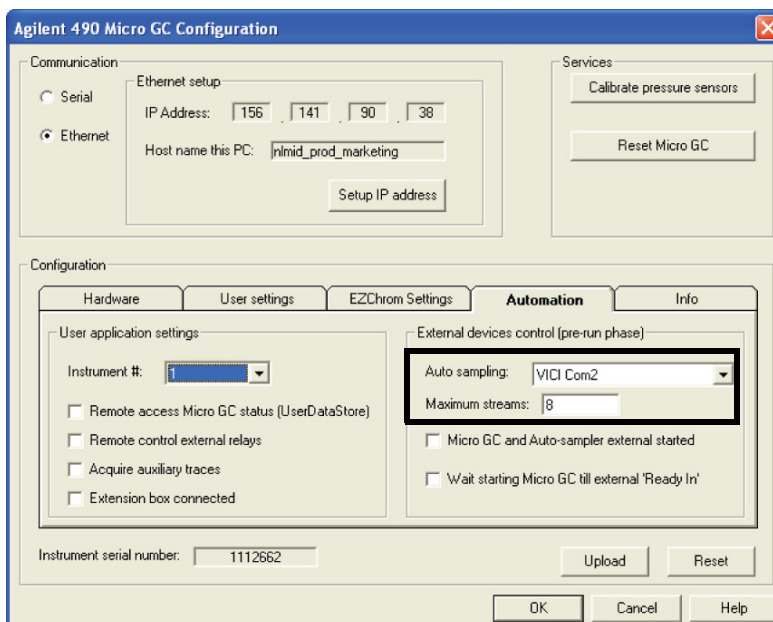 Agilent 490 Micro GC Configuration
Communication
Serial
Ethernet
Ethernet setup
IP Address: 156 . 141 . 90 . 38
Host name this PC: nlmid_prod_marketing
Setup IP address
Services
Calibrate pressure sensors
Reset Micro GC
Configuration
Hardware
User settings
EZChrom Settings
Automation
Info
User application settings
Instrument #: 1
Remote access Micro GC status (UserDataStore)
Remote control external relays
Acquire auxiliary traces
Extension box connected
External devices control (pre-run phase)
Auto sampling: VICI Com2
Maximum streams: 8
Micro GC and Auto-sampler external started
Wait starting Micro GC till external 'Ready In'
Instrument serial number: 1112662
Upload
Reset
OK
Cancel
Help